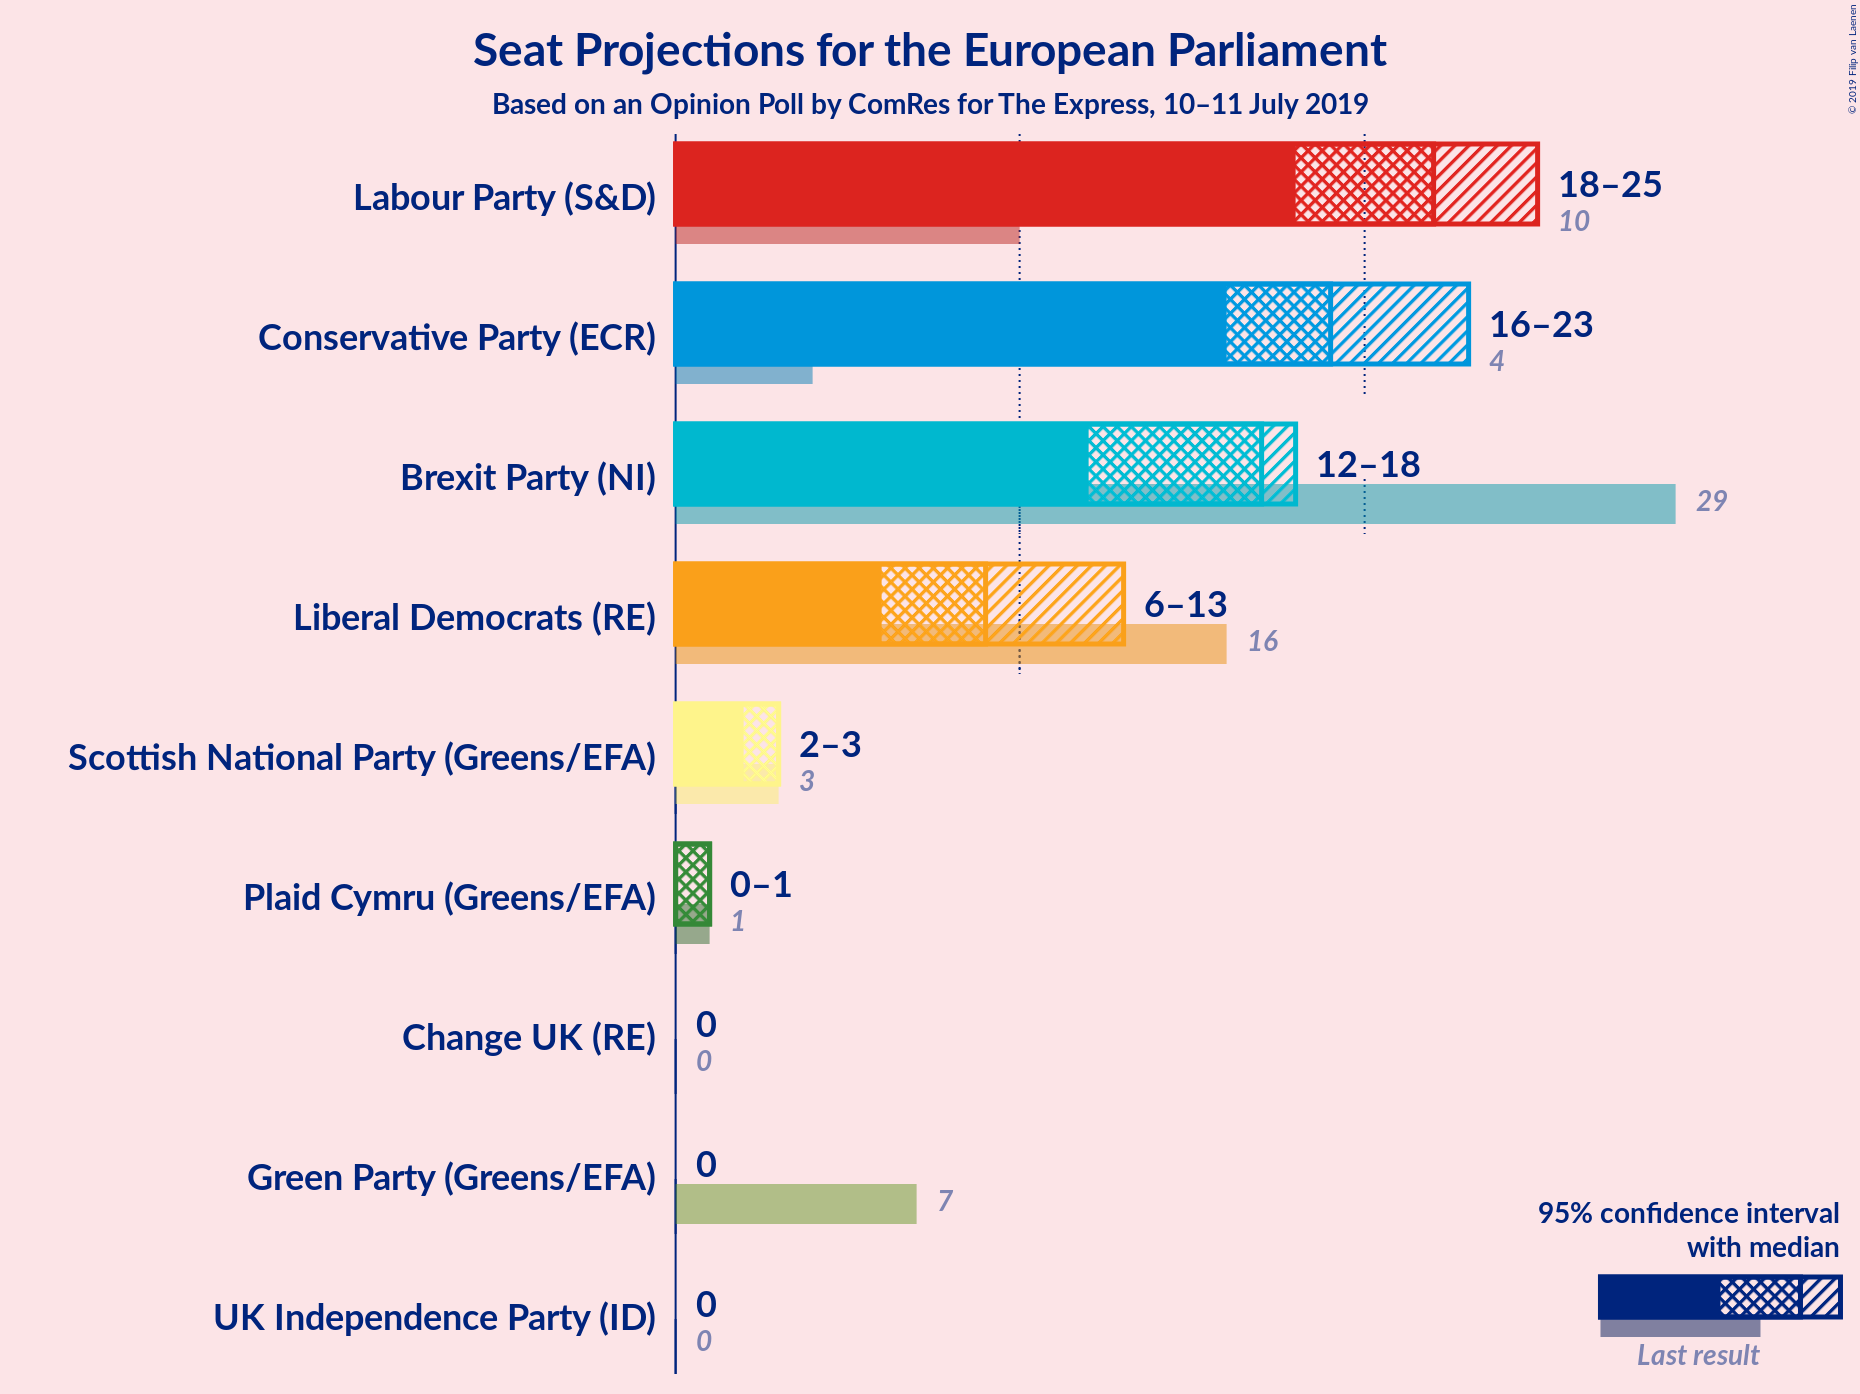 Seat Projections for the European Parliament
Based on an Opinion Poll by ComRes for The Express, 10–11 July 2019
© 2019 Filip van Laenen
Labour Party (S&D)
18–25
10
Conservative Party (ECR)
16–23
4
Brexit Party (NI)
12–18
29
Liberal Democrats (RE)
6–13
16
Scottish National Party (Greens/EFA)
2–3
3
Plaid Cymru (Greens/EFA)
0–1
1
Change UK (RE)
0
0
Green Party (Greens/EFA)
0
7
UK Independence Party (ID)
0
0
95% confidence interval
with median
Last result